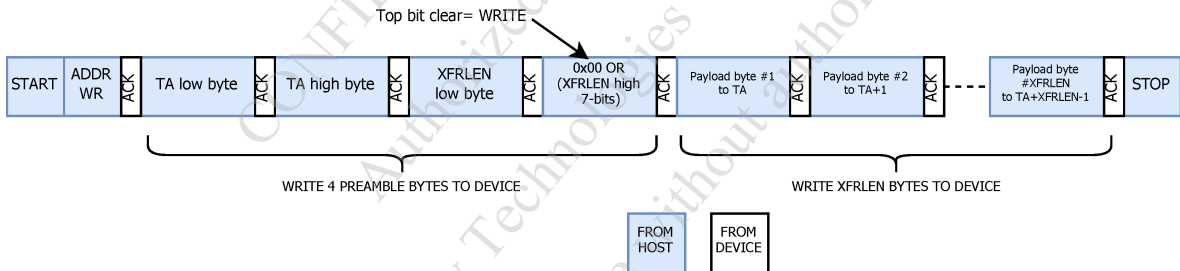 Top bit clear= WRITE
START
ADDR
WR
ACK
TA low byte
ACK
TA high byte
ACK
XFRLEN
low byte
ACK
0x00 OR
(XFRLEN high
7-bits)
ACK
Payload byte #1
to TA
ACK
Payload byte #2
to TA+1
ACK
Payload byte
#XFRLEN
to TA+XFRLEN-1
ACK
STOP
WRITE 4 PREAMBLE BYTES TO DEVICE
WRITE XFRLEN BYTES TO DEVICE
FROM
HOST
FROM
DEVICE
Authorized
Technologies
without